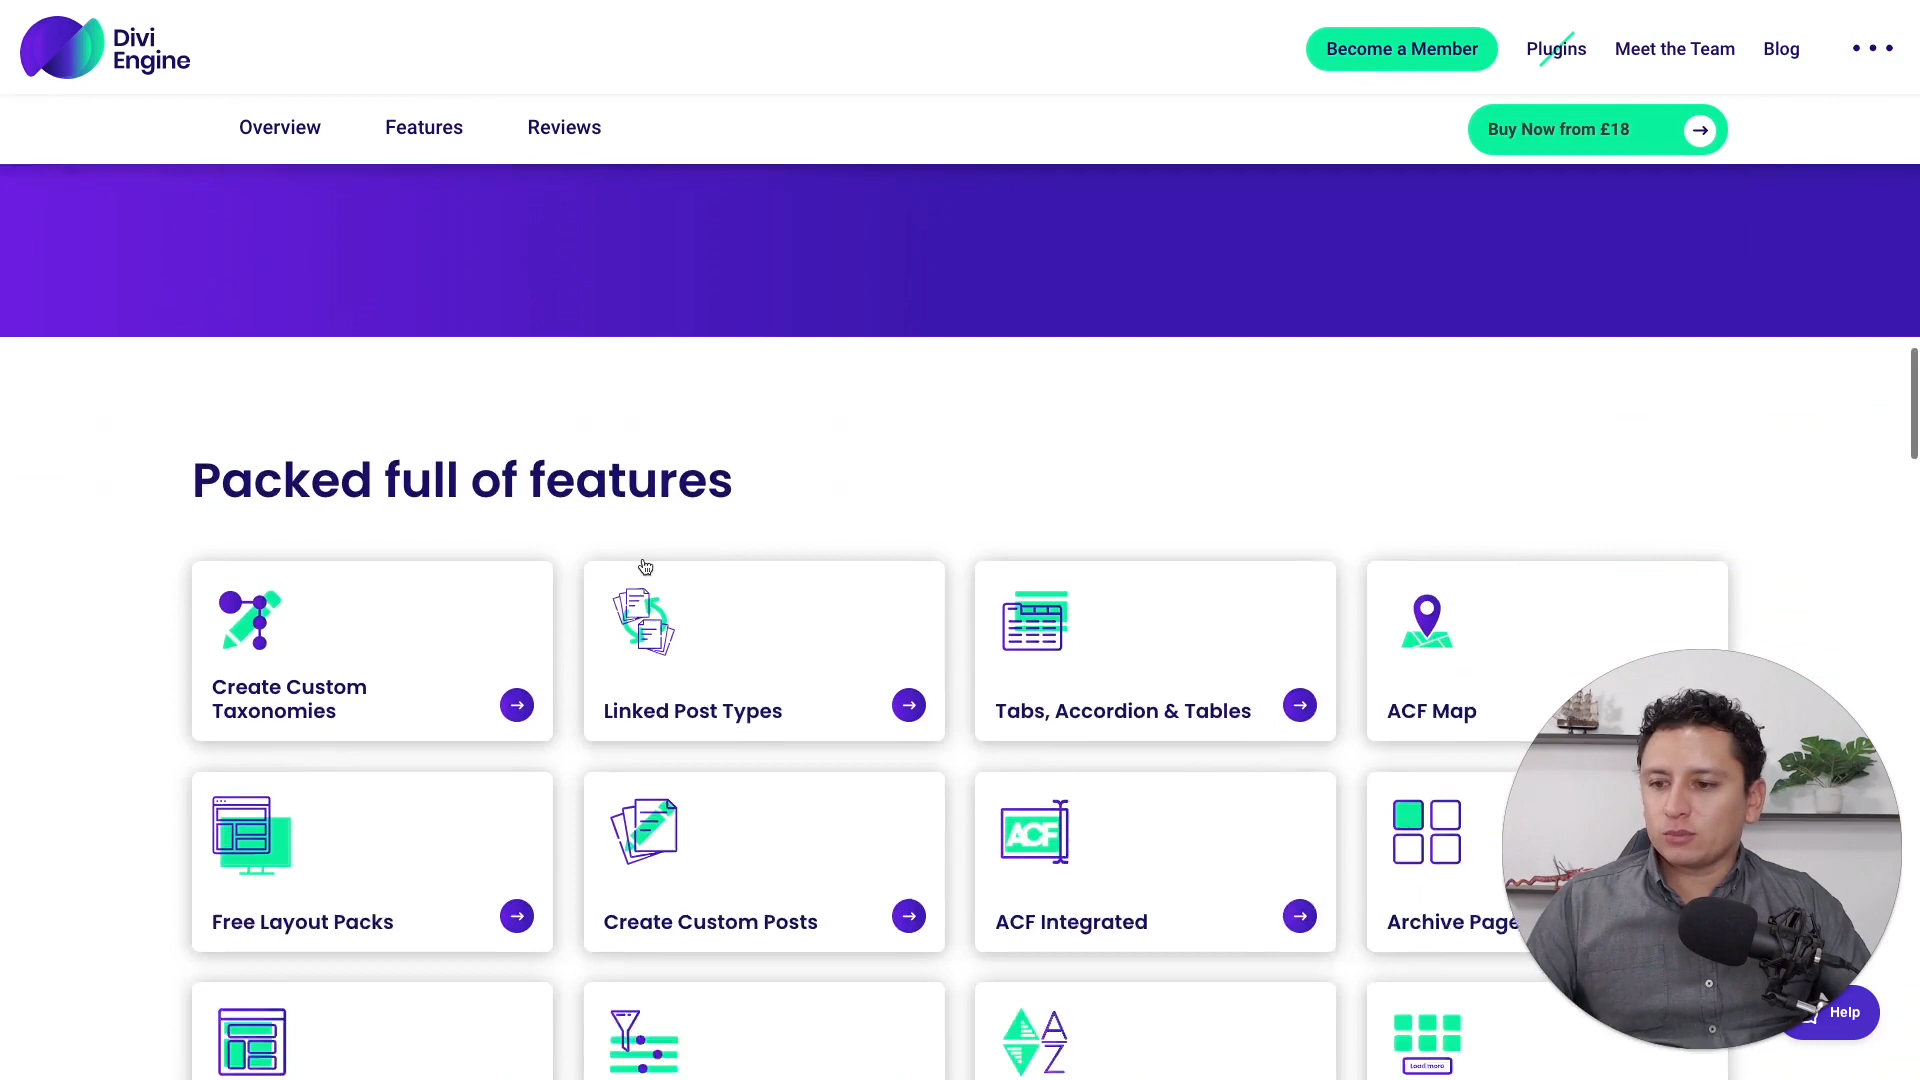 Divi
Engine
Become a Member
Plugins
Meet the Team
Blog
Overview
Features
Reviews
Buy Now from £18
Packed full of features
Create Custom
Taxonomies
Linked Post Types
Tabs, Accordion & Tables
ACF Map
Free Layout Packs
Create Custom Posts
ACF
ACF Integrated
Archive Page
A
Z
Load more
Help